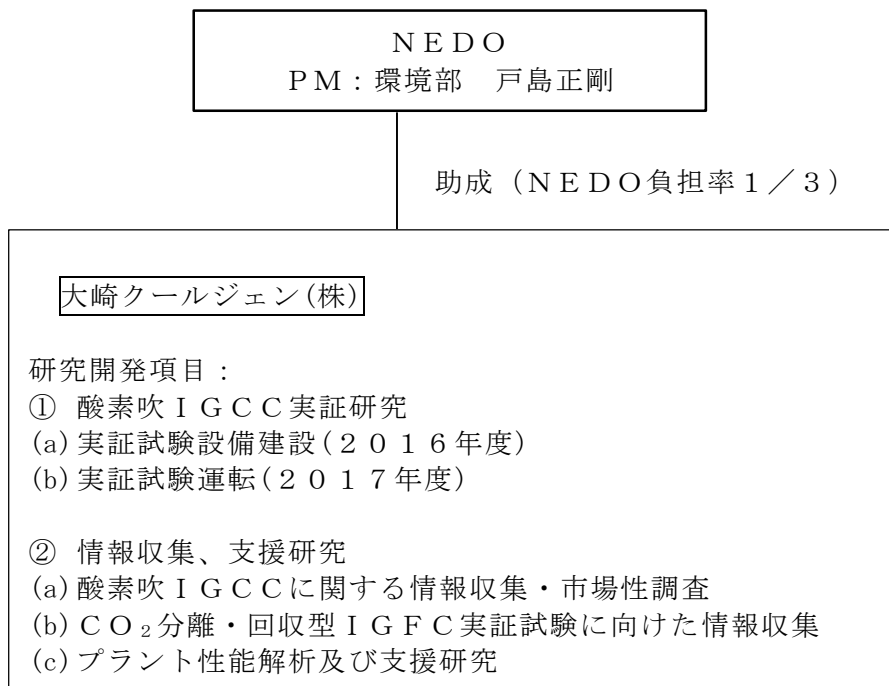 ＮＥＤＯ
ＰＭ：環境部　戸島正剛
助成（ＮＥＤＯ負担率１／３）
大崎クールジェン(株)
研究開発項目：
① 酸素吹ＩＧＣＣ実証研究
(a)実証試験設備建設(２０１６年度)
(b)実証試験運転(２０１７年度)
② 情報収集、支援研究
(a)酸素吹ＩＧＣＣに関する情報収集・市場性調査
(b)ＣＯ₂分離・回収型ＩＧＦＣ実証試験に向けた情報収集
(c)プラント性能解析及び支援研究